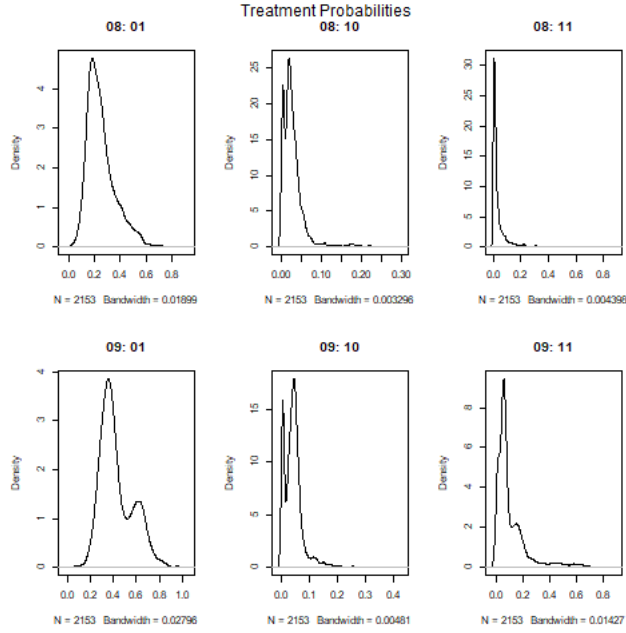 Treatment Probabilities
08: 01
08: 10
08: 11
Density
0 1 2 3 4
0.0 0.2 0.4 0.6 0.8
N = 2153 Bandwidth = 0.01899
Density
0 5 10 15 20 25
0.00 0.10 0.20 0.30
N = 2153 Bandwidth = 0.003296
Density
0 5 10 15 20 25 30
0.0 0.2 0.4 0.6 0.8
N = 2153 Bandwidth = 0.004398
09: 01
09: 10
09: 11
Density
0 1 2 3 4
0.0 0.2 0.4 0.6 0.8 1.0
N = 2153 Bandwidth = 0.02796
Density
0 5 10 15
0.0 0.1 0.2 0.3 0.4
N = 2153 Bandwidth = 0.00481
Density
0 2 4 6 8
0.0 0.2 0.4 0.6 0.8
N = 2153 Bandwidth = 0.01427